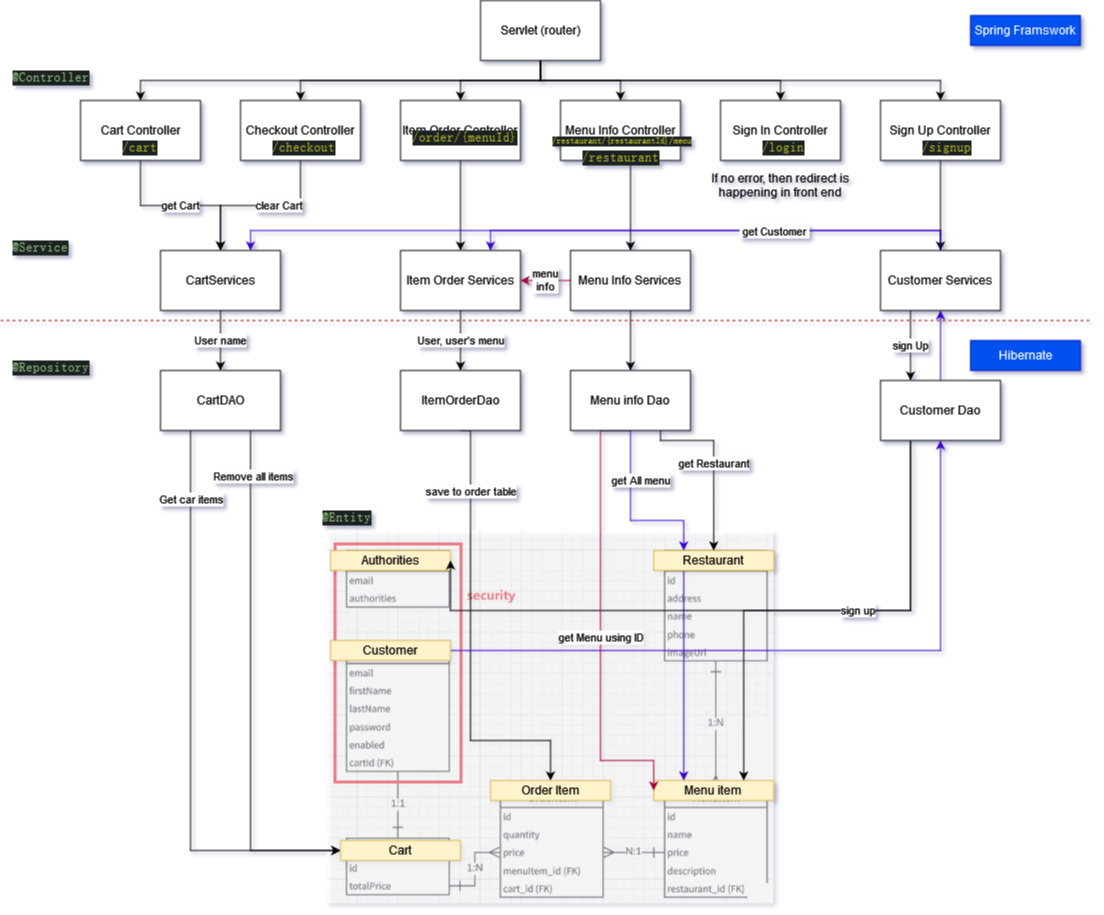 Servlet (router)
Spring Framswork
@Controller
Cart Controller
/cart
Checkout Controller
/checkout
Item Order Controller
/order/{menuId}
Menu Info Controller
/restaurant/{restaurantId}/menu
/restaurant
Sign In Controller
/login
Sign Up Controller
/signup
If no error, then redirect is
happening in front end
get Cart
clear Cart
get Customer
@Service
CartServices
Item Order Services
menu
info
Menu Info Services
Customer Services
User name
User, user's menu
sign Up
Hibernate
@Repository
CartDAO
ItemOrderDao
Menu info Dao
Customer Dao
get Restaurant
Remove all items
get All menu
Get car items
save to order table
@Entity
Authorities
email
authorities
security
Restaurant
id
address
name
phone
imageUrl
sign up
get Menu using ID
Customer
email
firstName
lastName
password
enabled
cartId (FK)
1:N
1:1
Order Item
id
quantity
price
menuItem_id (FK)
cart_id (FK)
N:1
Menu item
id
name
price
description
restaurant_id (FK)
Cart
id
totalPrice
1:N